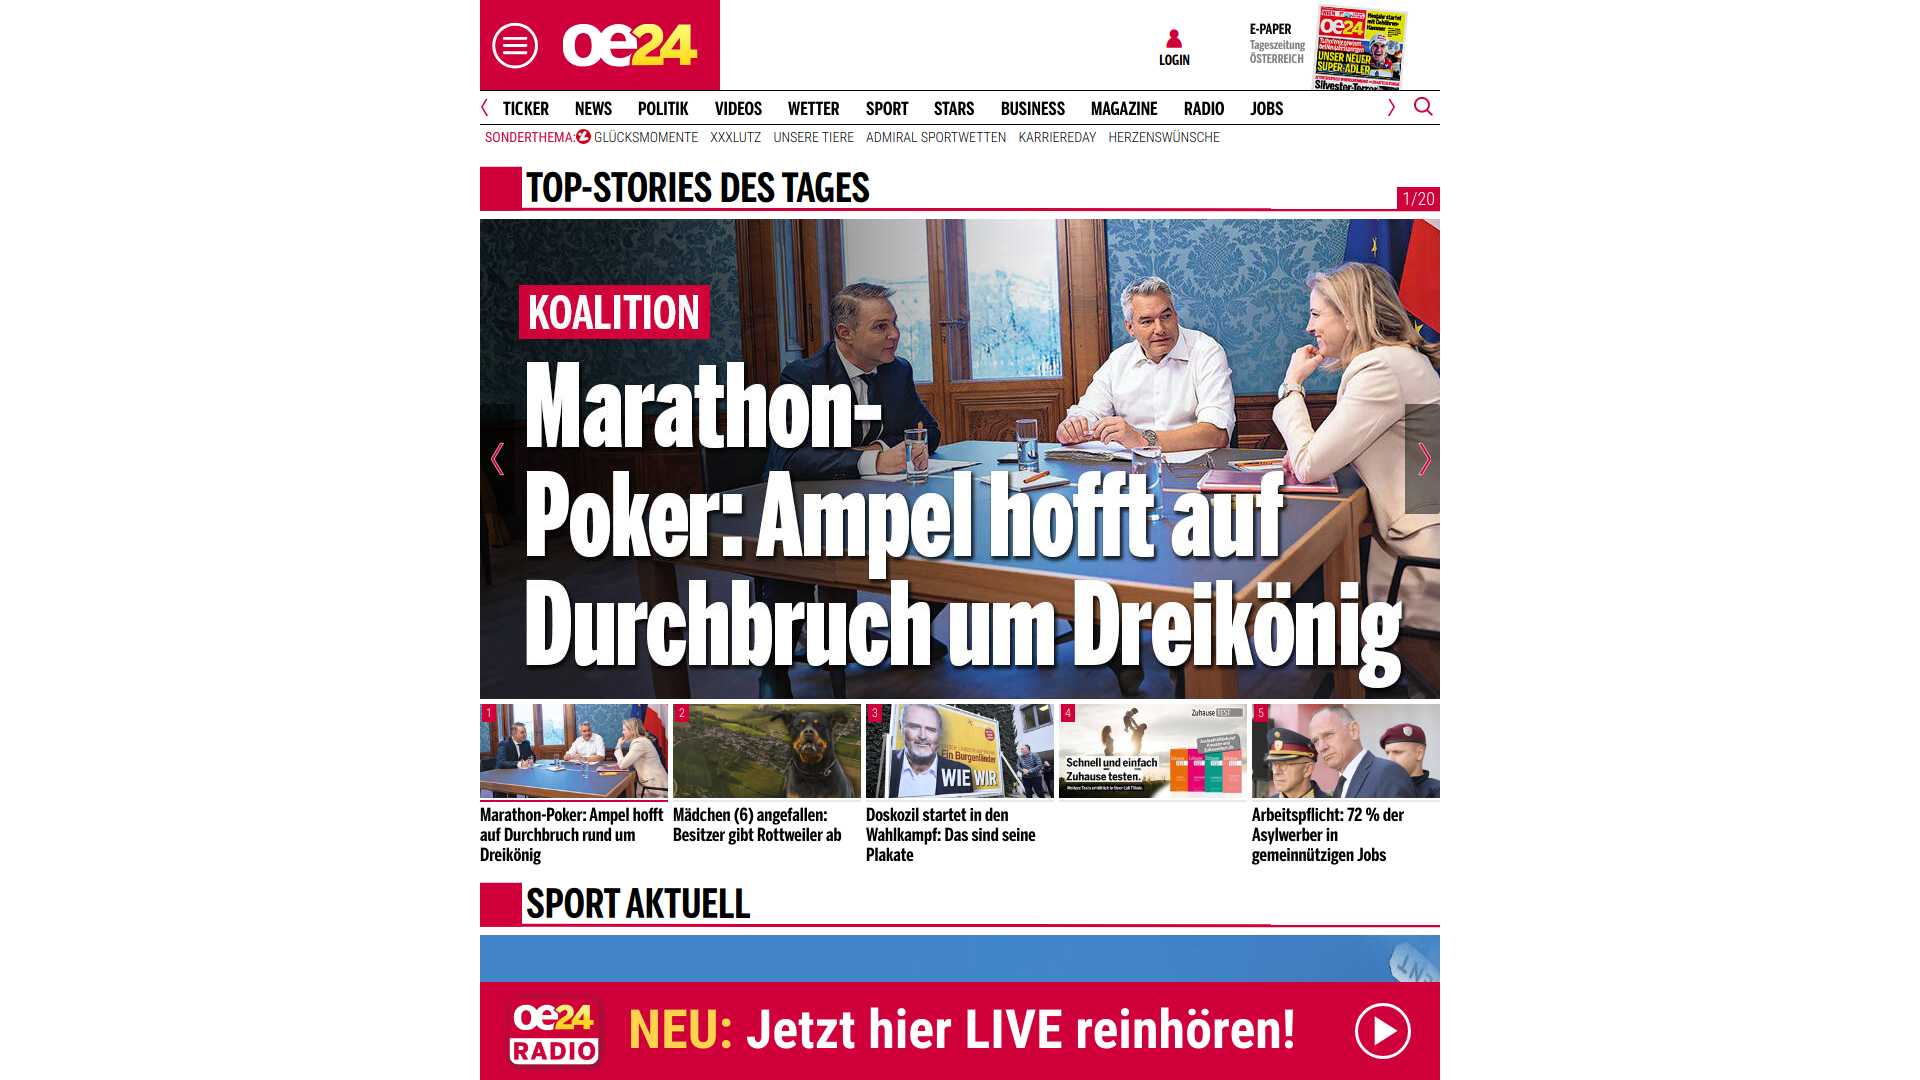 oe24
LOGIN
E-PAPER
Tageszeitung
ÖSTERREICH
oe24
UNSER NEUER
SUPER-ADLER
TICKER NEWS POLITIK VIDEOS WETTER SPORT STARS BUSINESS MAGAZINE RADIO JOBS
SONDERTHEMA: GLÜCKSMOMENTE XXXLUTZ UNSERE TIERE ADMIRAL SPORTWETTEN KARRIEREDAY HERZENSWÜNSCHE
TOP-STORIES DES TAGES
1/20
KOALITION
Marathon-
Poker: Ampel hofft auf
Durchbruch um Dreikönig
1
2
3
4
5
Ein Burgenländer
WIE WIR
Zuhause TEST
Schnell und einfach
Zuhause testen.
Marathon-Poker: Ampel hofft
auf Durchbruch rund um
Dreikönig
Mädchen (6) angefallen:
Besitzer gibt Rottweiler ab
Doskozil startet in den
Wahlkampf: Das sind seine
Plakate
Arbeitspflicht: 72 % der
Asylwerber in
gemeinnützigen Jobs
SPORT AKTUELL
oe24
RADIO
NEU: Jetzt hier LIVE reinhören!